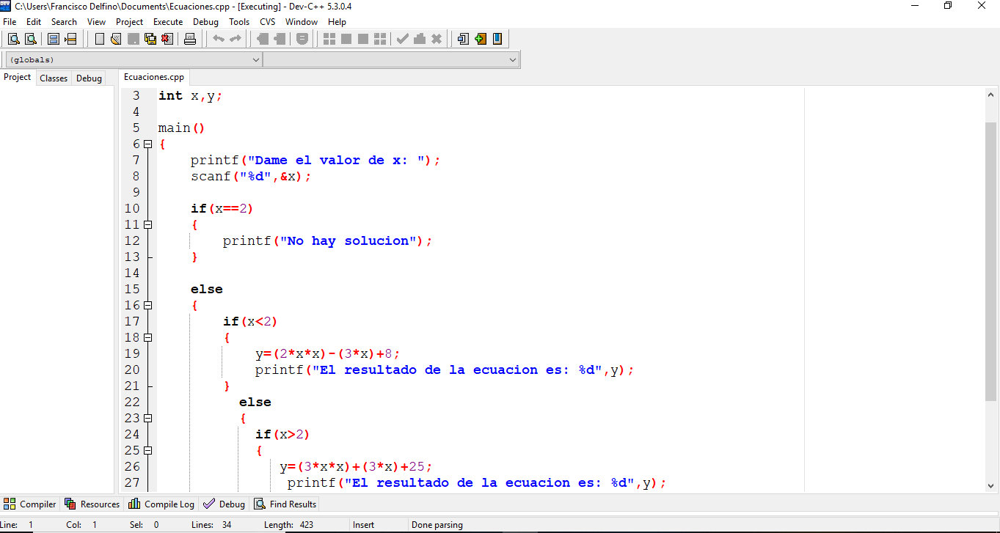 C:\Users\Francisco Delfino\Documents\Ecuaciones.cpp - [Executing] - Dev-C++ 5.3.0.4
File Edit Search View Project Execute Debug Tools CVS Window Help
(globals)
Project Classes Debug Ecuaciones.cpp
3 int x,y;
4
5 main()
6 {
7 printf("Dame el valor de x: ");
8 scanf("%d",&x);
9
10 if(x==2)
11 {
12 printf("No hay solucion");
13 }
14
15 else
16 {
17 if(x<2)
18 {
19 y=(2*x*x)-(3*x)+8;
20 printf("El resultado de la ecuacion es: %d",y);
21 }
22 else
23 {
24 if(x>2)
25 {
26 y=(3*x*x)+(3*x)+25;
27 printf("El resultado de la ecuacion es: %d",y);
Compiler Resources Compile Log Debug Find Results
Line: 1 Col: 1 Sel: 0 Lines: 34 Length: 423 Insert Done parsing